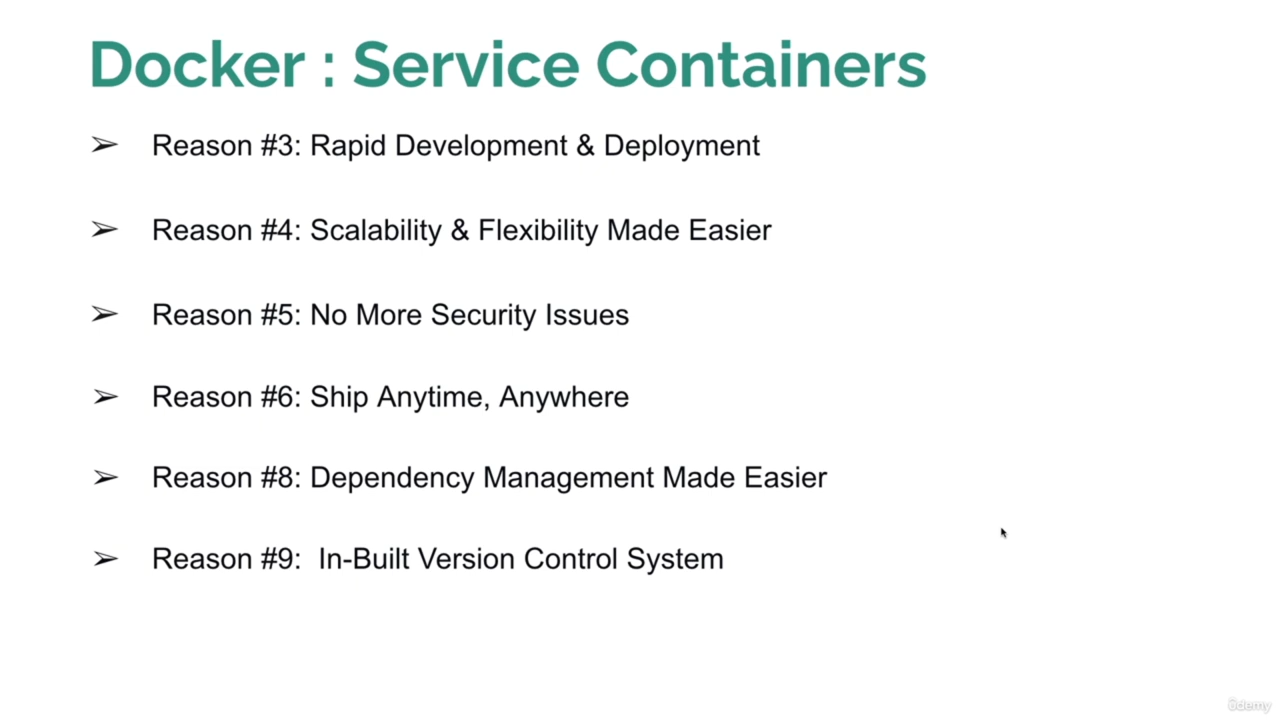 Docker : Service Containers
➢ Reason #3: Rapid Development & Deployment
➢ Reason #4: Scalability & Flexibility Made Easier
➢ Reason #5: No More Security Issues
➢ Reason #6: Ship Anytime, Anywhere
➢ Reason #8: Dependency Management Made Easier
➢ Reason #9:  In-Built Version Control System
ûdemy